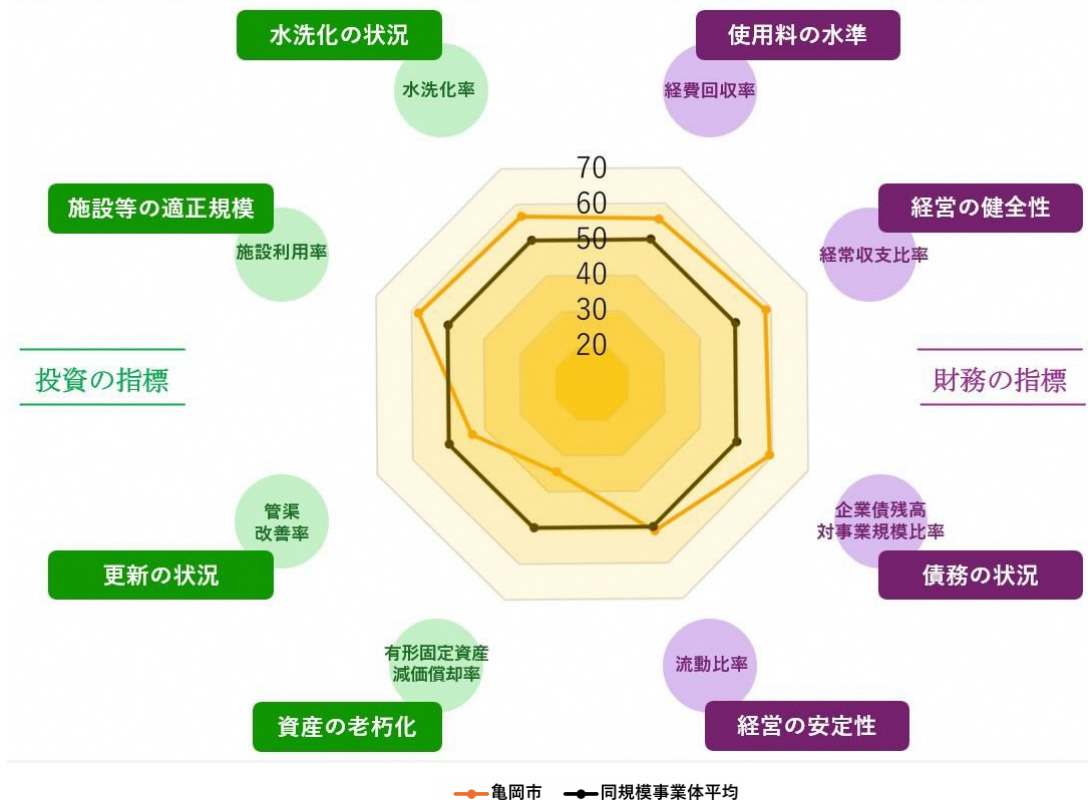 水洗化の状況
使用料の水準
水洗化率
経費回収率
70
60
50
40
30
20
施設等の適正規模
経営の健全性
施設利用率
経常収支比率
投資の指標
財務の指標
管渠
改善率
企業債残高
対事業規模比率
更新の状況
債務の状況
有形固定資産
減価償却率
流動比率
資産の老朽化
経営の安定性
亀岡市
同規模事業体平均